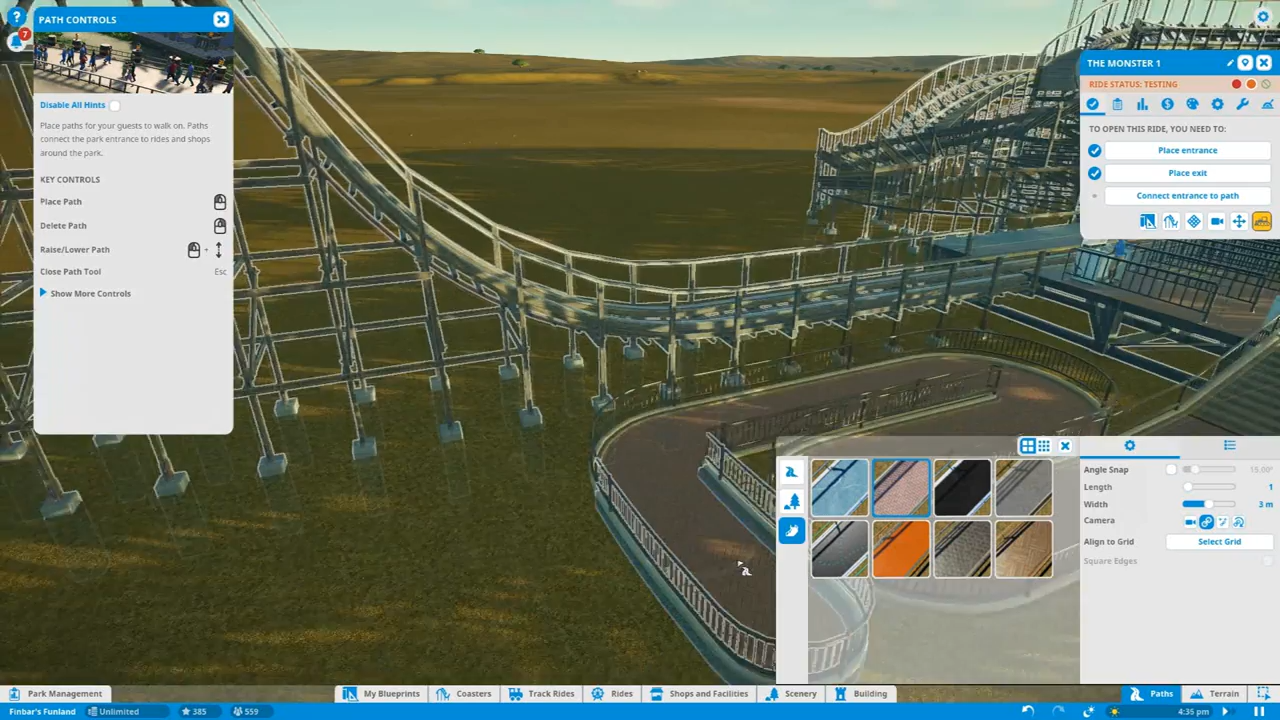 ?
7
PATH CONTROLS
Disable All Hints
Place paths for your guests to walk on. Paths
connect the park entrance to rides and shops
around the park.
KEY CONTROLS
Place Path
Delete Path
Raise/Lower Path
+
Close Path Tool Esc
Show More Controls
THE MONSTER 1
RIDE STATUS: TESTING
TO OPEN THIS RIDE, YOU NEED TO:
Place entrance
Place exit
Connect entrance to path
Angle Snap 15.00°
Length 1
Width 3 m
Camera
Align to Grid Select Grid
Square Edges
Park Management My Blueprints Coasters Track Rides Rides Shops and Facilities Scenery Building Paths Terrain
Finbar's Funland Unlimited 385 559 4:35 pm